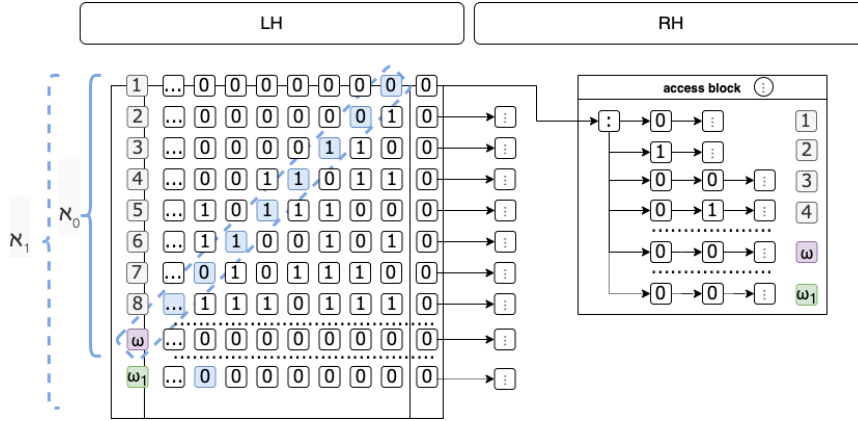 LH RH
1 ... 0 0 0 0 0 0 0 0
2 ... 0 0 0 0 0 0 1 0 ⋮
3 ... 0 0 0 0 1 1 0 0 ⋮
4 ... 0 0 1 1 0 1 1 0 ⋮
5 ... 1 0 1 1 1 0 0 0 ⋮
6 ... 1 1 0 0 1 0 1 0 ⋮
7 ... 0 1 0 1 1 1 0 0 ⋮
8 ... 1 1 1 0 1 1 1 0 ⋮
ω ... 0 0 0 0 0 0 0 0 ⋮
ω₁ ... 0 0 0 0 0 0 0 0 ⋮
ℵ₁
ℵ₀
access block ⋮
: 0 ⋮ 1
1 ⋮ 2
0 0 ⋮ 3
0 1 ⋮ 4
0 0 ⋮ ω
0 0 ⋮ ω₁